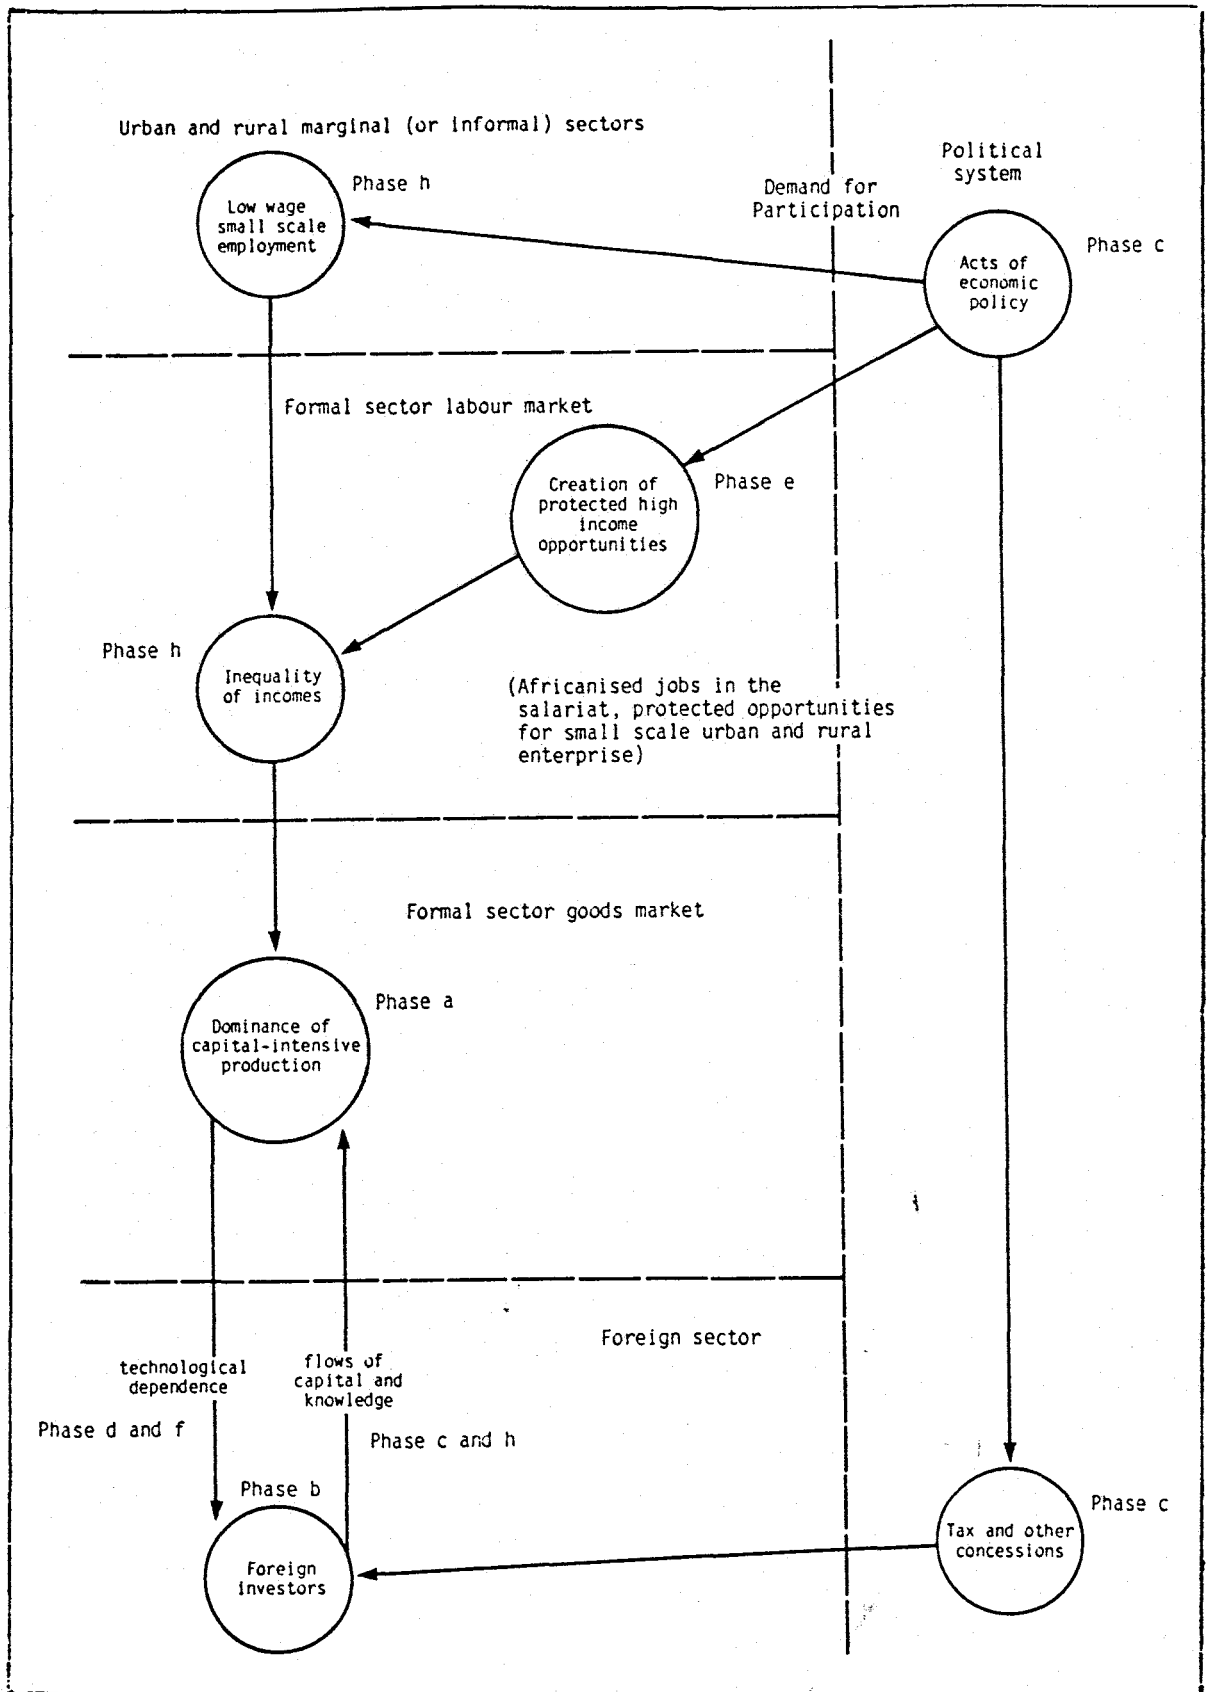 Urban and rural marginal (or informal) sectors
Phase h
Low wage
small scale
employment
Demand for
Participation
Political
system
Phase c
Acts of
economic
policy
Formal sector labour market
Creation of
protected high
income
opportunities
Phase e
Phase h
Inequality
of incomes
(Africanised jobs in the
salariat, protected opportunities
for small scale urban and rural
enterprise)
Formal sector goods market
Phase a
Dominance of
capital-intensive
production
Foreign sector
technological
dependence
flows of
capital and
knowledge
Phase d and f
Phase c and h
Phase b
Foreign
investors
Phase c
Tax and other
concessions